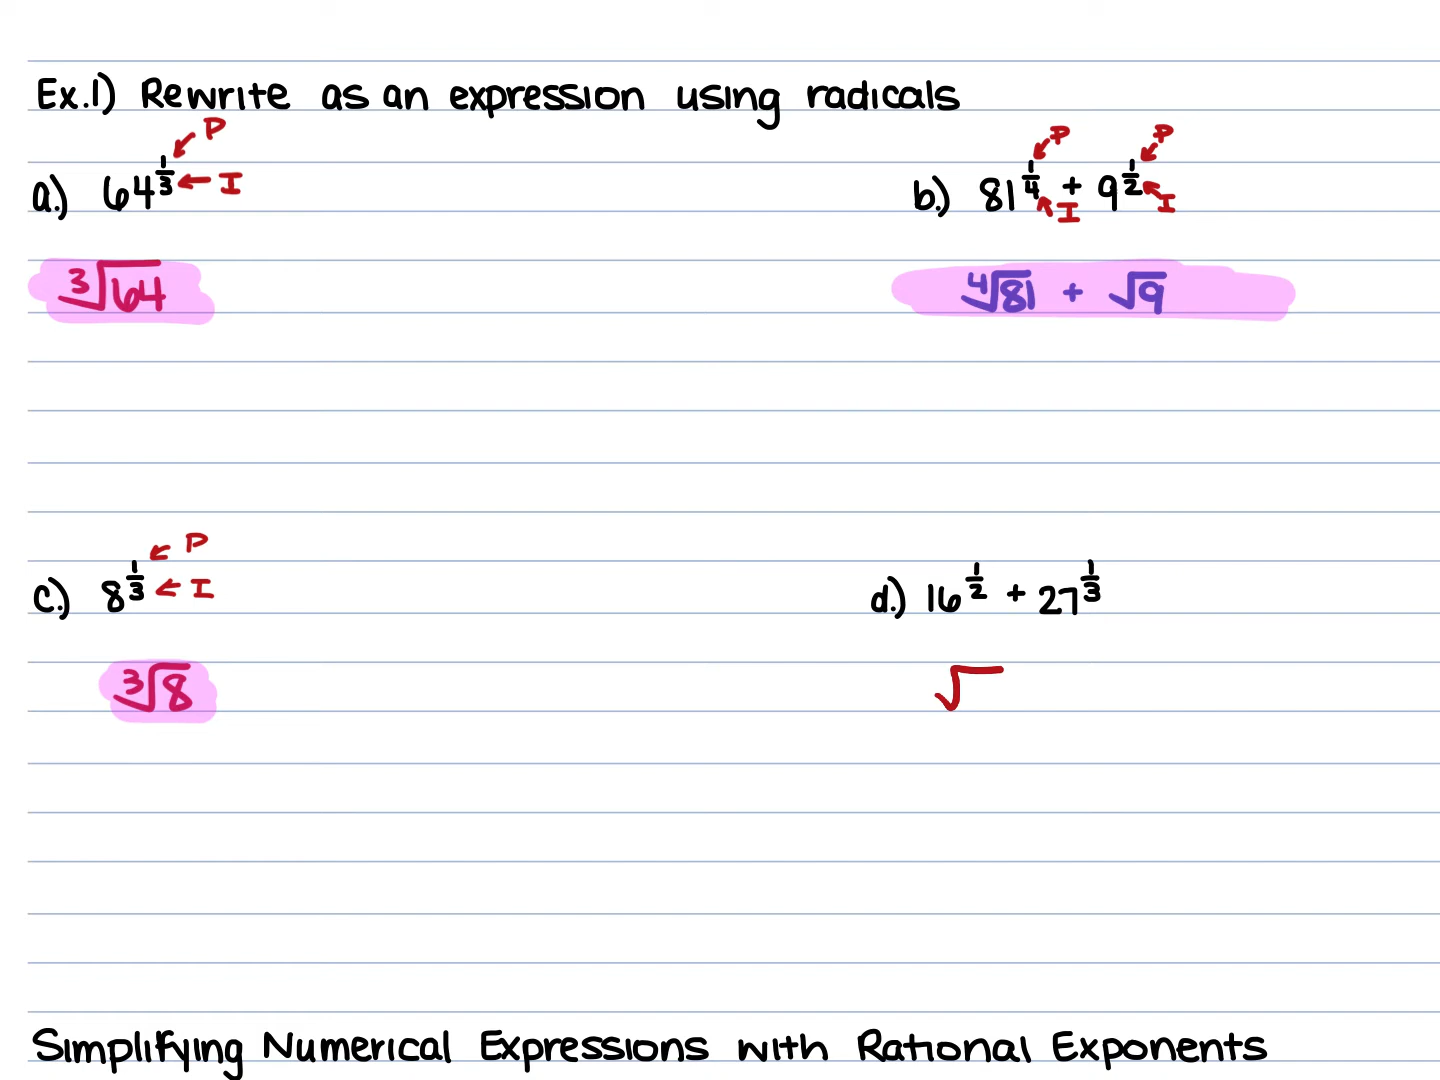 Ex.1) Rewrite as an expression using radicals
a.) 64^(1/3) ← P ← I
b.) 81^(1/4) ← P ← I + 9^(1/2) ← P ← I
∛64
∜81 + √9
c.) 8^(1/3) ← P ← I
d.) 16^(1/2) + 27^(1/3)
∛8
√
Simplifying Numerical Expressions with Rational Exponents